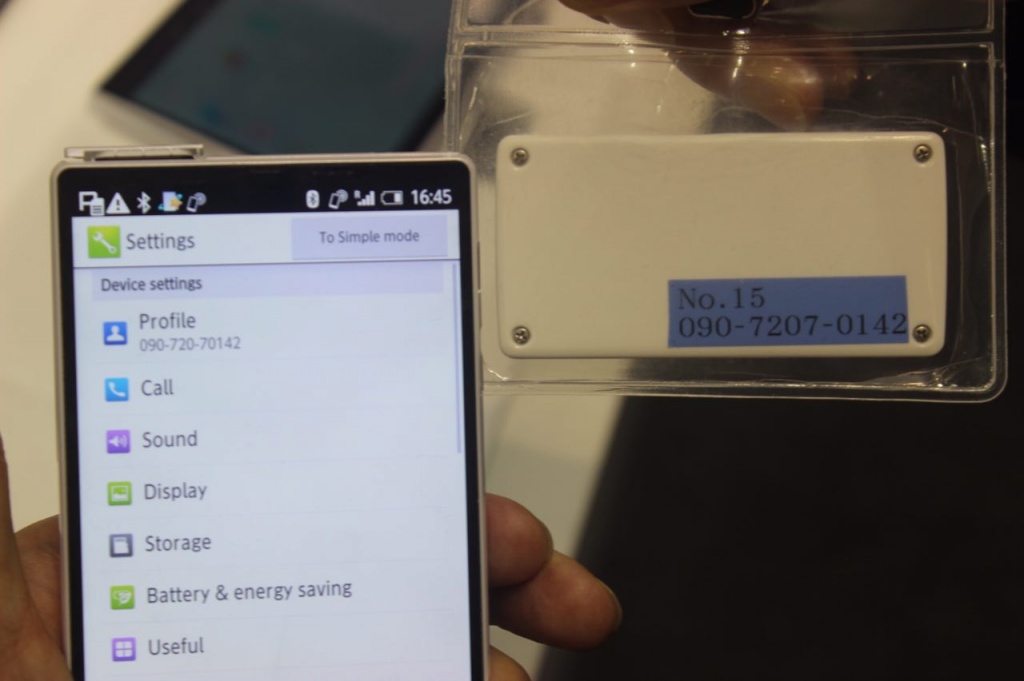 16:45
Settings
To Simple mode
Device settings
Profile
090-720-70142
Call
Sound
Display
Storage
Battery & energy saving
Useful
No.15
090-7207-0142